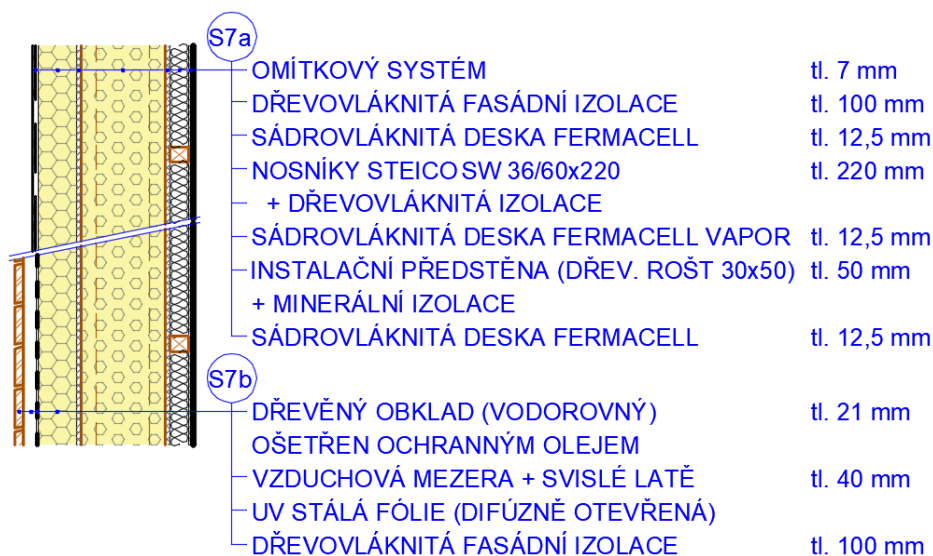 S7a
OMÍTKOVÝ SYSTÉM tl. 7 mm
DŘEVOVLÁKNITÁ FASÁDNÍ IZOLACE tl. 100 mm
SÁDROVLÁKNITÁ DESKA FERMACELL tl. 12,5 mm
NOSNÍKY STEICO SW 36/60x220 tl. 220 mm
+ DŘEVOVLÁKNITÁ IZOLACE
SÁDROVLÁKNITÁ DESKA FERMACELL VAPOR tl. 12,5 mm
INSTALAČNÍ PŘEDSTĚNA (DŘEV. ROŠT 30x50) tl. 50 mm
+ MINERÁLNÍ IZOLACE
SÁDROVLÁKNITÁ DESKA FERMACELL tl. 12,5 mm
S7b
DŘEVĚNÝ OBKLAD (VODOROVNÝ) tl. 21 mm
OŠETŘEN OCHRANNÝM OLEJEM
VZDUCHOVÁ MEZERA + SVISLÉ LATĚ tl. 40 mm
UV STÁLÁ FÓLIE (DIFÚZNĚ OTEVŘENÁ)
DŘEVOVLÁKNITÁ FASÁDNÍ IZOLACE tl. 100 mm